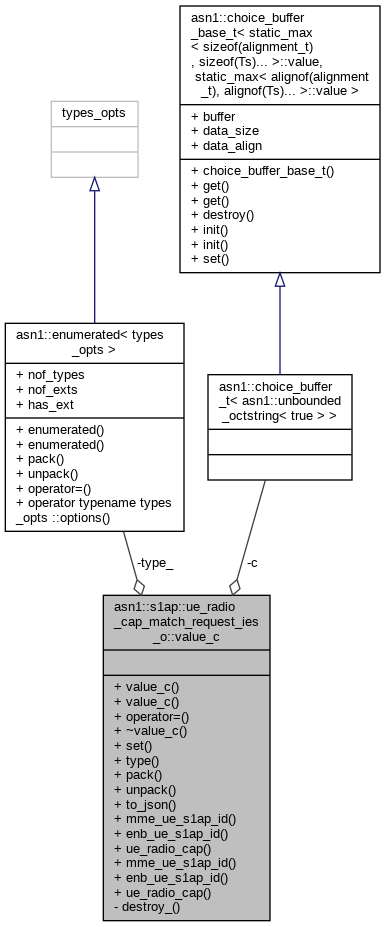 asn1::choice_buffer
_base_t< static_max
< sizeof(alignment_t)
, sizeof(Ts)... >::value,
static_max< alignof(alignment
_t), alignof(Ts)... >::value >
+ buffer
+ data_size
+ data_align
+ choice_buffer_base_t()
+ get()
+ get()
+ destroy()
+ init()
+ init()
+ set()
types_opts
asn1::enumerated< types
_opts >
+ nof_types
+ nof_exts
+ has_ext
+ enumerated()
+ enumerated()
+ pack()
+ unpack()
+ operator=()
+ operator typename types
_opts ::options()
asn1::choice_buffer
_t< asn1::unbounded
_octstring< true > >
-type_
-c
asn1::s1ap::ue_radio
_cap_match_request_ies
_o::value_c
+ value_c()
+ value_c()
+ operator=()
+ ~value_c()
+ set()
+ type()
+ pack()
+ unpack()
+ to_json()
+ mme_ue_s1ap_id()
+ enb_ue_s1ap_id()
+ ue_radio_cap()
+ mme_ue_s1ap_id()
+ enb_ue_s1ap_id()
+ ue_radio_cap()
- destroy_()